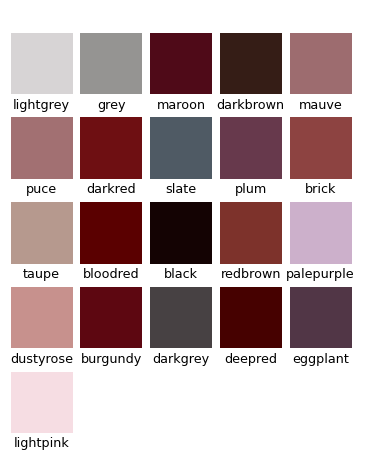 lightgrey grey maroon darkbrown mauve
puce darkred slate plum brick
taupe bloodred black redbrown palepurple
dustyrose burgundy darkgrey deepred eggplant
lightpink